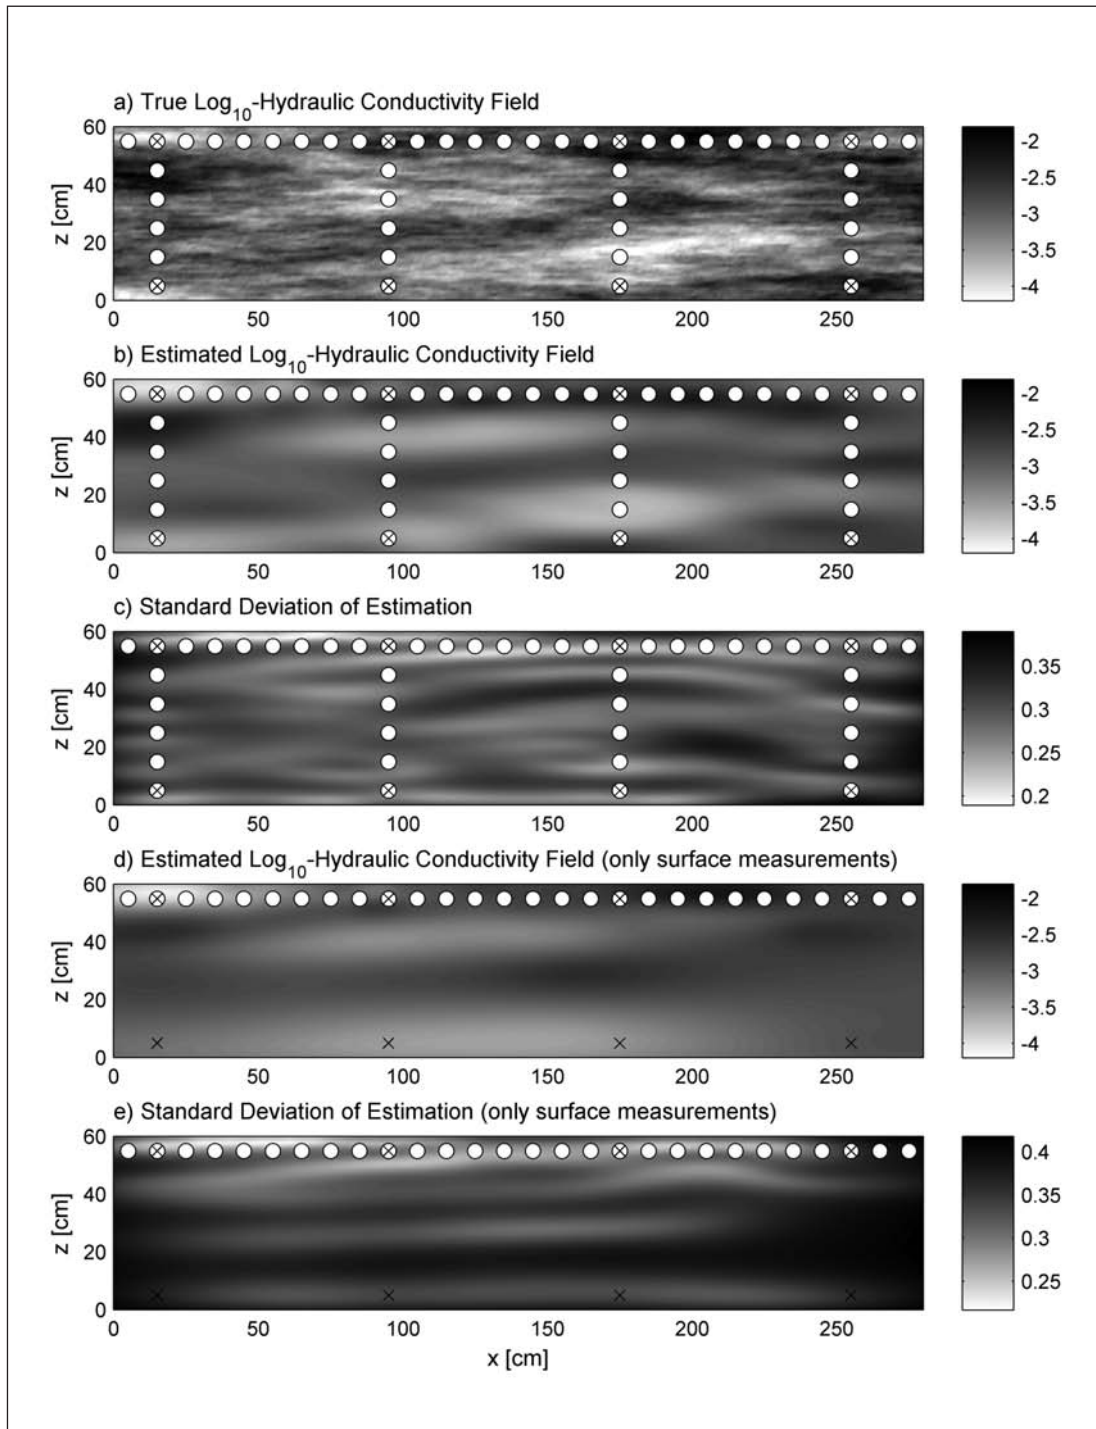 a) True Log10-Hydraulic Conductivity Field
60
40
20
0
z [cm]
0 50 100 150 200 250
-2
-2.5
-3
-3.5
-4
b) Estimated Log10-Hydraulic Conductivity Field
60
40
20
0
z [cm]
0 50 100 150 200 250
-2
-2.5
-3
-3.5
-4
c) Standard Deviation of Estimation
60
40
20
0
z [cm]
0 50 100 150 200 250
0.35
0.3
0.25
0.2
d) Estimated Log10-Hydraulic Conductivity Field (only surface measurements)
60
40
20
0
z [cm]
0 50 100 150 200 250
-2
-2.5
-3
-3.5
-4
e) Standard Deviation of Estimation (only surface measurements)
60
40
20
0
z [cm]
0 50 100 150 200 250
x [cm]
0.4
0.35
0.3
0.25